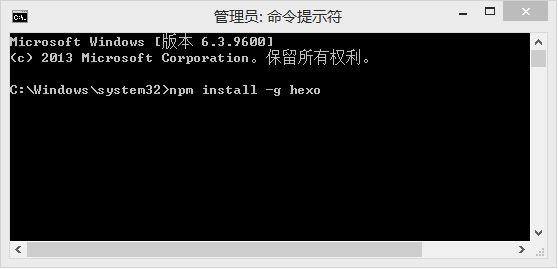 管理员: 命令提示符
Microsoft Windows [版本 6.3.9600]
(c) 2013 Microsoft Corporation。保留所有权利。
C:\Windows\system32>npm install -g hexo